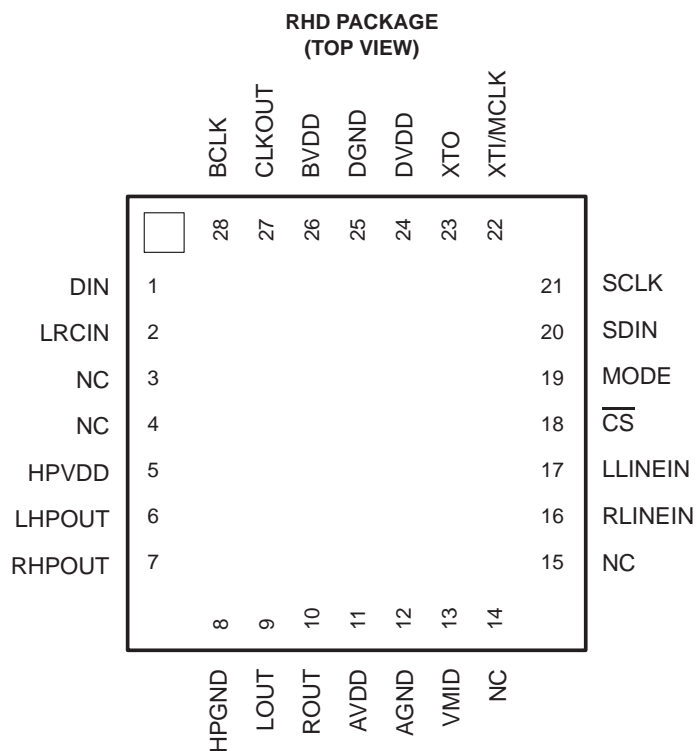 RHD PACKAGE
(TOP VIEW)
BCLK
CLKOUT
BVDD
DGND
DVDD
XTO
XTI/MCLK
28
27
26
25
24
23
22
DIN 1
LRCIN 2
NC 3
NC 4
HPVDD 5
LHPOUT 6
RHPOUT 7
21 SCLK
20 SDIN
19 MODE
18 C̅S̅
17 LLINEIN
16 RLINEIN
15 NC
8
9
10
11
12
13
14
HPGND
LOUT
ROUT
AVDD
AGND
VMID
NC